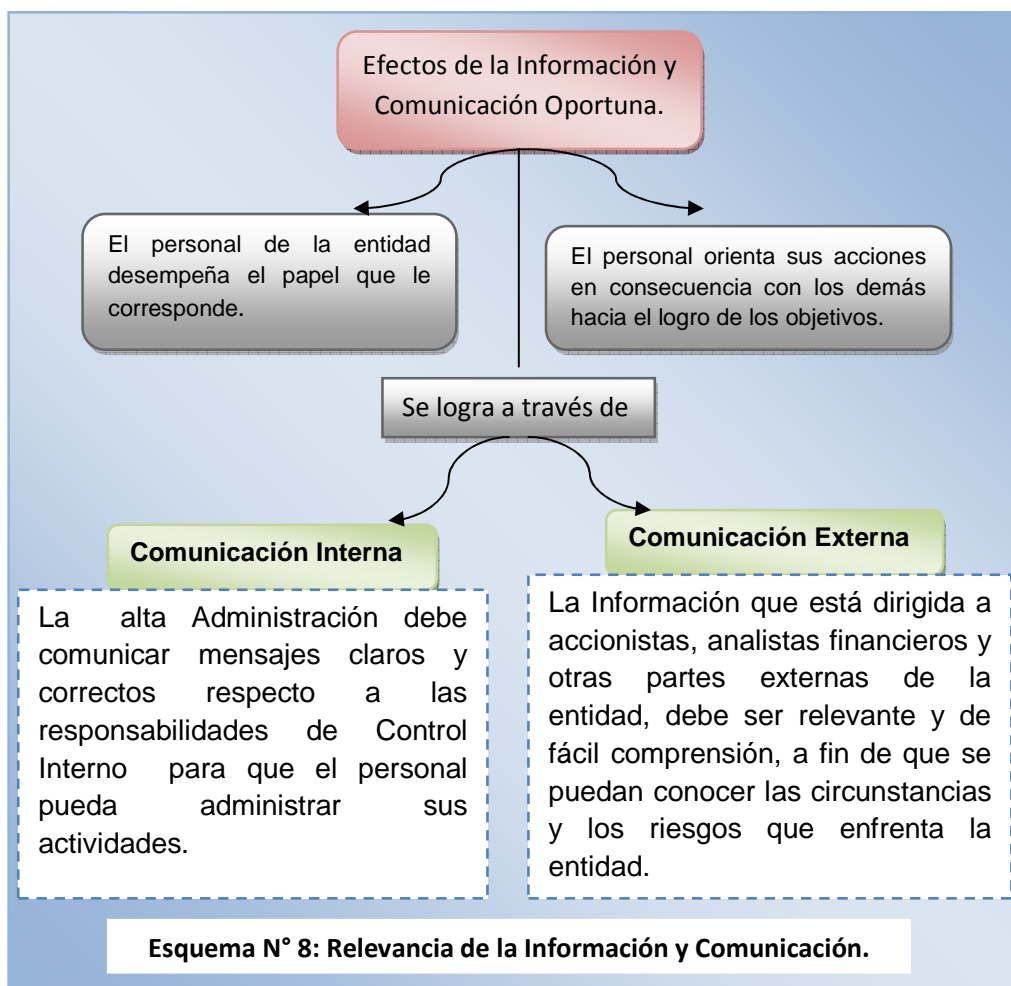 Efectos de la Información y
Comunicación Oportuna.
El personal de la entidad
desempeña el papel que le
corresponde.
El personal orienta sus acciones
en consecuencia con los demás
hacia el logro de los objetivos.
Se logra a través de
Comunicación Interna
La alta Administración debe
comunicar mensajes claros y
correctos respecto a las
responsabilidades de Control
Interno para que el personal
pueda administrar sus
actividades.
Comunicación Externa
La Información que está dirigida a
accionistas, analistas financieros y
otras partes externas de la
entidad, debe ser relevante y de
fácil comprensión, a fin de que se
puedan conocer las circunstancias
y los riesgos que enfrenta la
entidad.
Esquema N° 8: Relevancia de la Información y Comunicación.